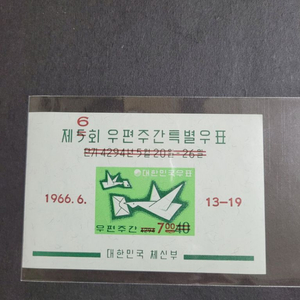 6
제5회 우편주간특별우표
단기 4294년 5월 20일-26일
대한민국우표
1966.6. 13-19
우편주간 4294 7.00 40
대한민국 체신부